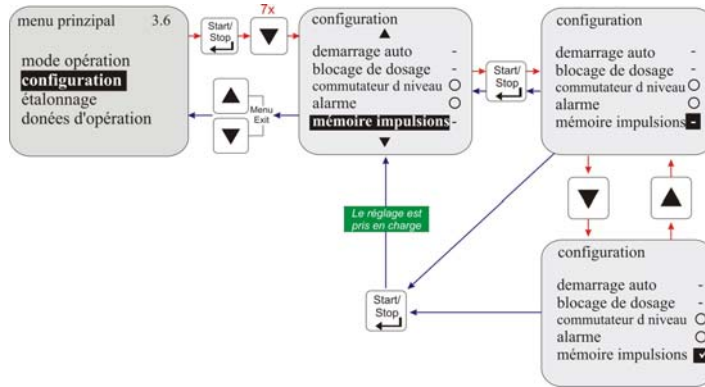 menu prinzipal 3.6
mode opération
configuration
étalonnage
donées d'opération
Start/
Stop
7x
Menu
Exit
configuration
demarrage auto -
blocage de dosage -
commutateur d niveau
alarme
mémoire impulsions -
Start/
Stop
configuration
demarrage auto -
blocage de dosage -
commutateur d niveau
alarme
mémoire impulsions -
Le réglage est
pris en charge
Start/
Stop
configuration
demarrage auto -
blocage de dosage -
commutateur d niveau
alarme
mémoire impulsions ✓